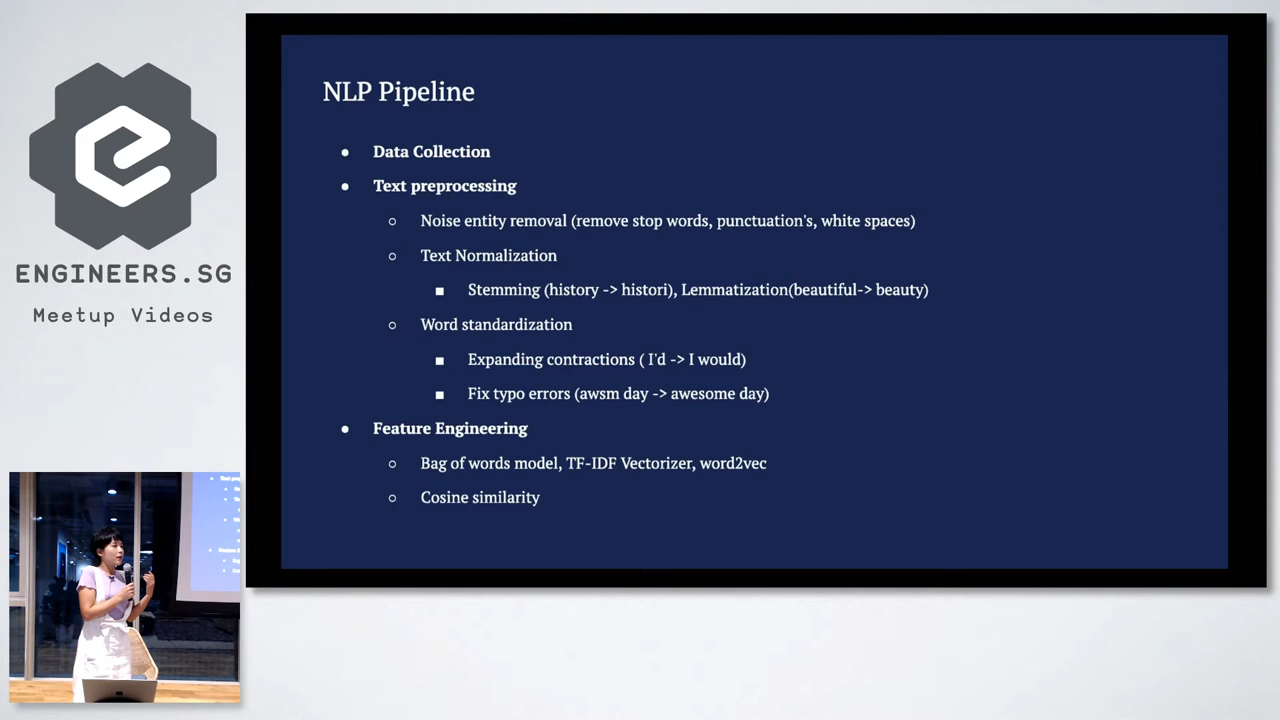 ENGINEERS.SG
Meetup Videos
NLP Pipeline
● Data Collection
● Text preprocessing
○ Noise entity removal (remove stop words, punctuation's, white spaces)
○ Text Normalization
■ Stemming (history -> histori), Lemmatization(beautiful-> beauty)
○ Word standardization
■ Expanding contractions ( I'd -> I would)
■ Fix typo errors (awsm day -> awesome day)
● Feature Engineering
○ Bag of words model, TF-IDF Vectorizer, word2vec
○ Cosine similarity